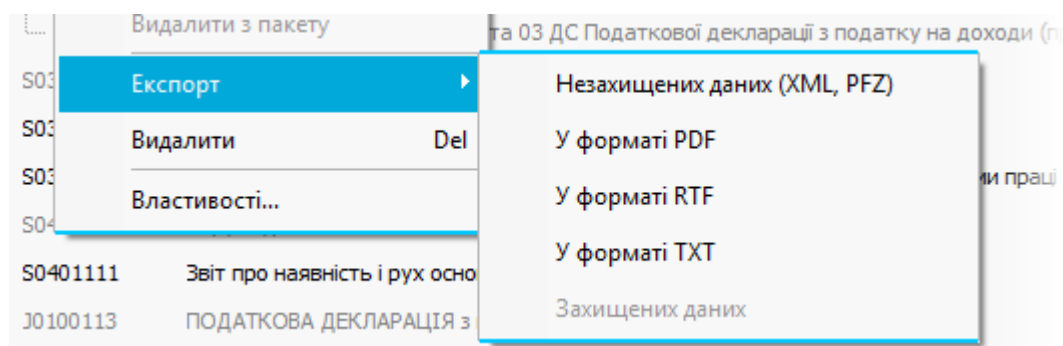 Видалити з пакету
та 03 ДС Податкової декларації з податку на доходи
S03
Експорт
Незахищених даних (XML, PFZ)
S03
Видалити Del
У форматі PDF
S03
Властивості...
У форматі RTF
праці
S04
У форматі TXT
S0401111 Звіт про наявність і рух осно
Захищених даних
J0100113 ПОДАТКОВА ДЕКЛАРАЦІЯ з